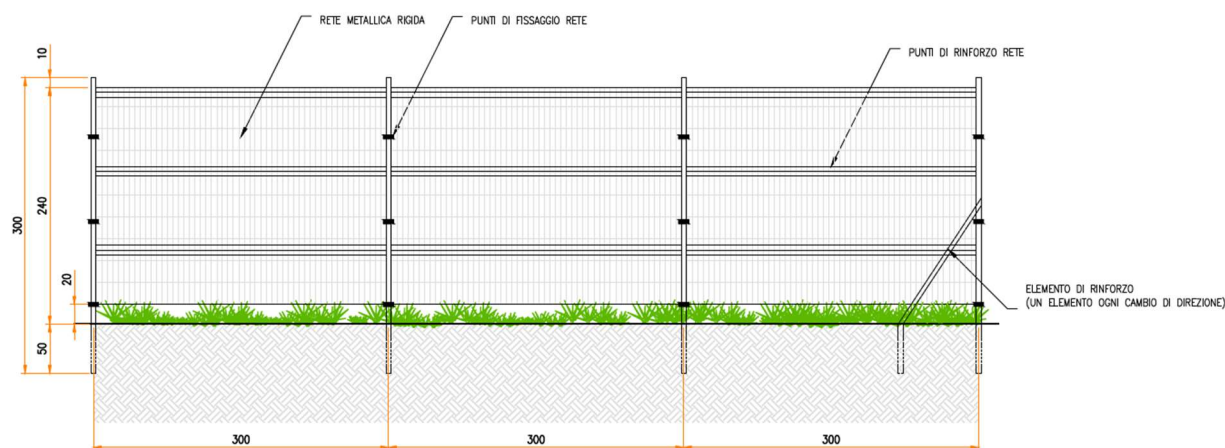 RETE METALLICA RIGIDA
PUNTI DI FISSAGGIO RETE
PUNTI DI RINFORZO RETE
10
300
240
20
50
ELEMENTO DI RINFORZO
(UN ELEMENTO OGNI CAMBIO DI DIREZIONE)
300
300
300